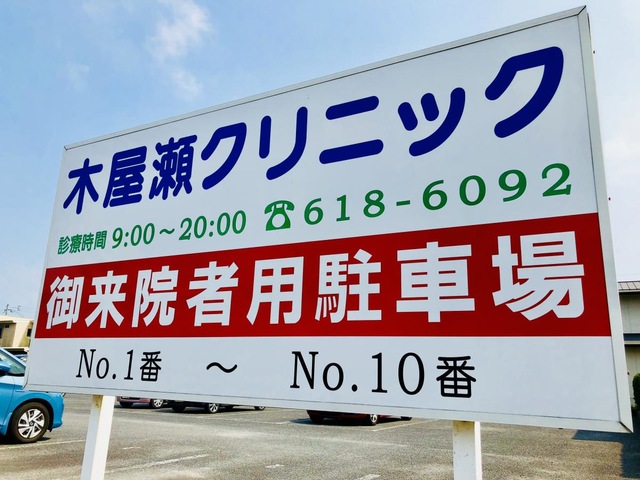 木屋瀬クリニック
診療時間 9:00～20:00 ☎618-6092
御来院者用駐車場
No.1番 ～ No.10番